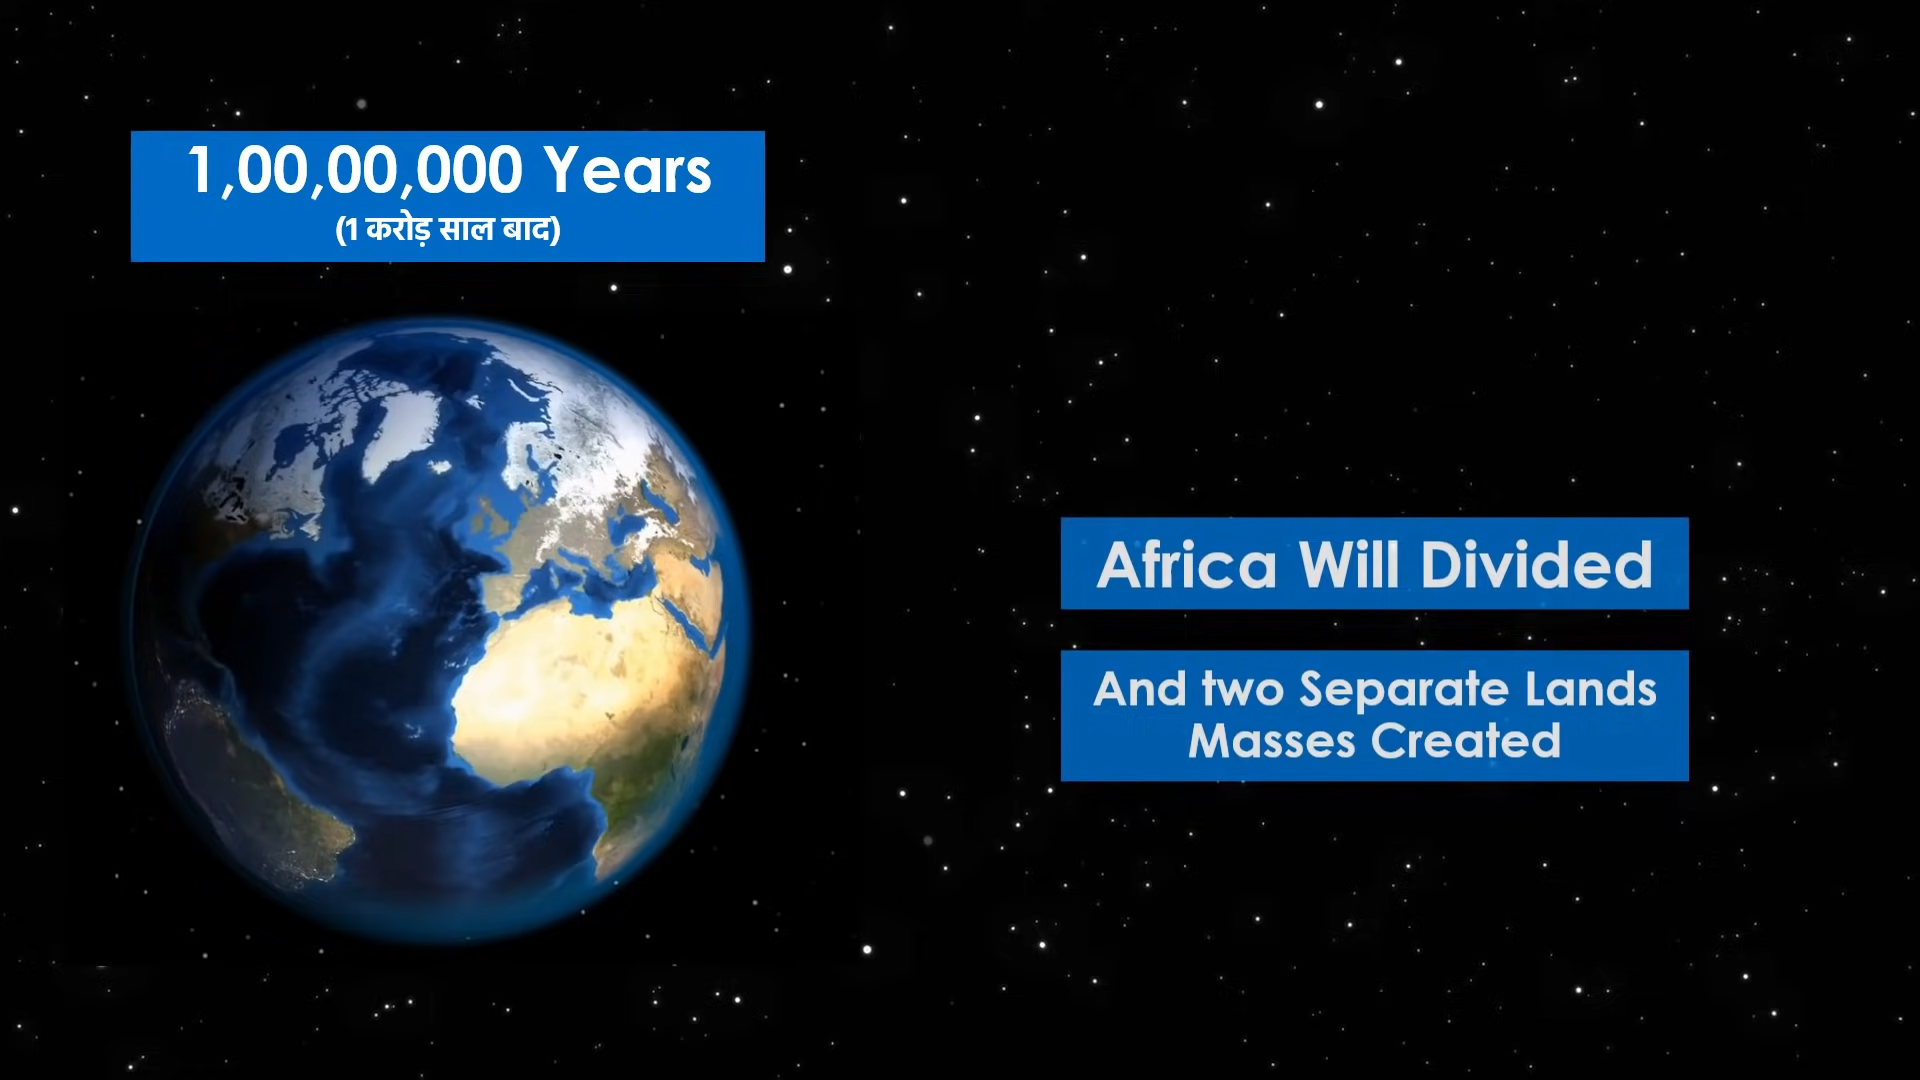 1,00,00,000 Years
(1 करोड़ साल बाद)
Africa Will Divided
And two Separate Lands
Masses Created